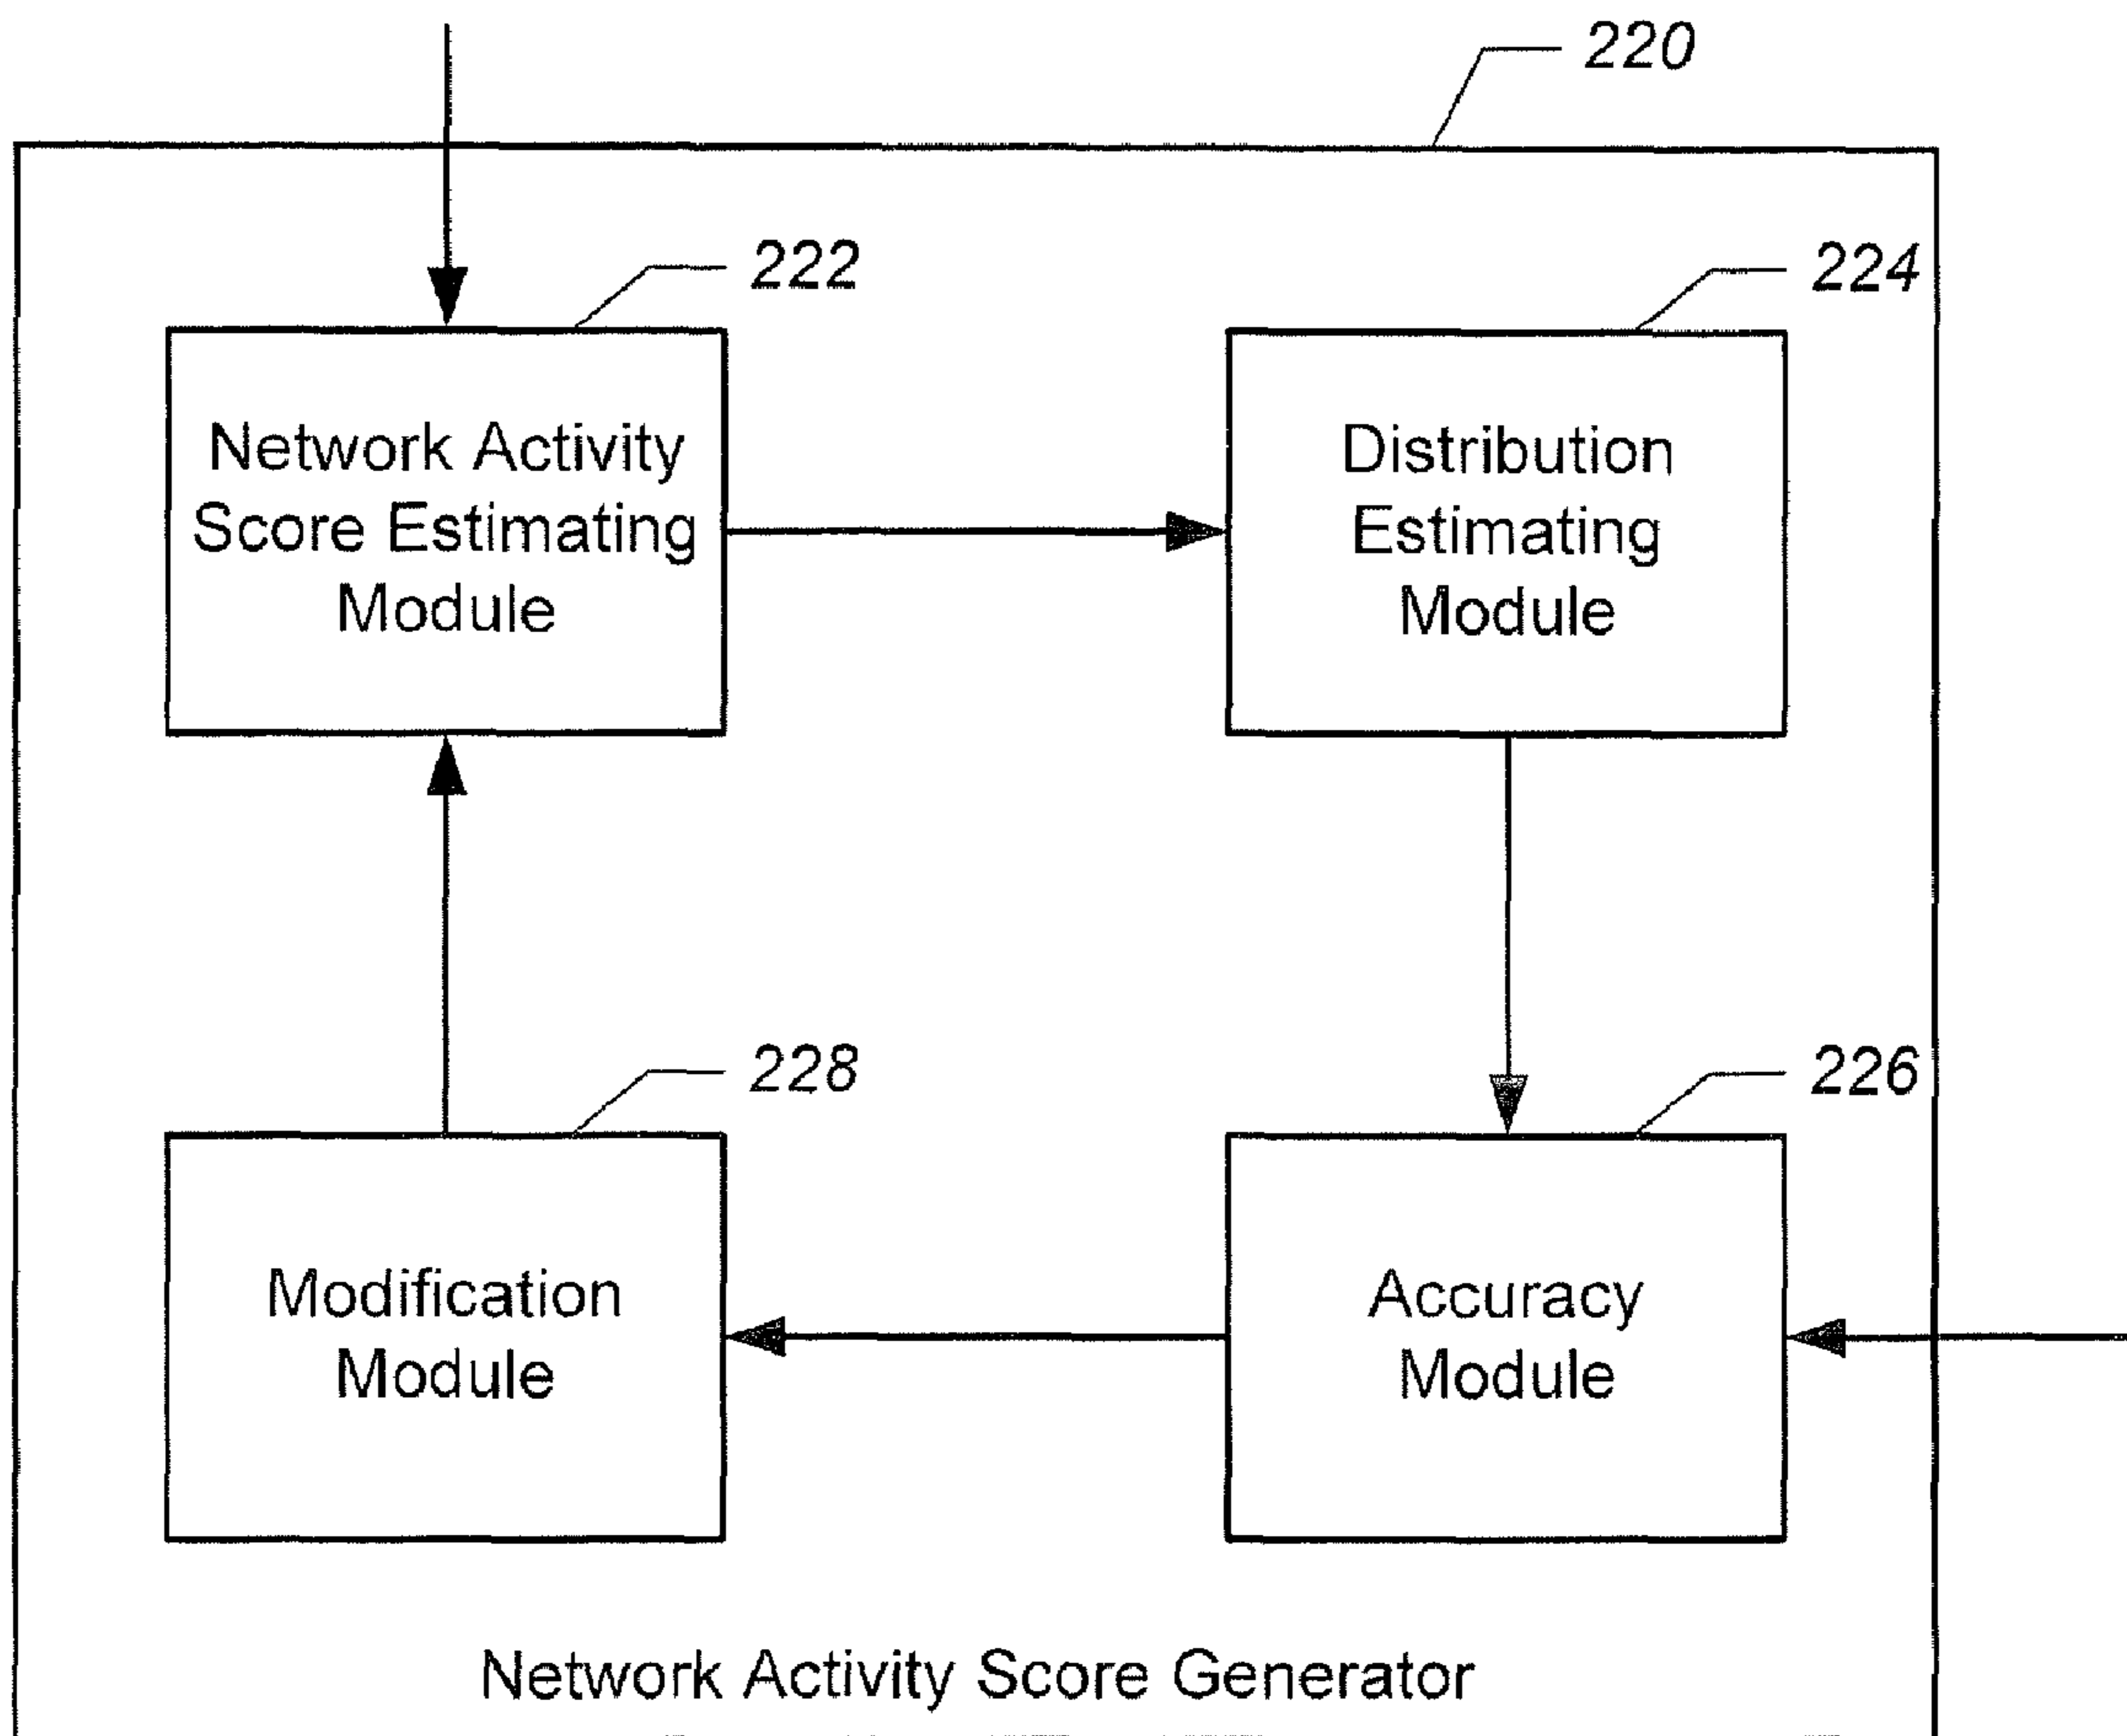 220
222
224
Network Activity
Score Estimating
Module
Distribution
Estimating
Module
228
226
Modification
Module
Accuracy
Module
Network Activity Score Generator